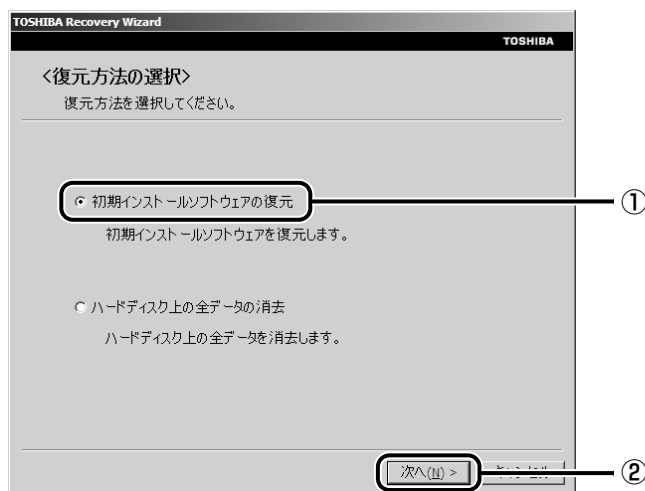 TOSHIBA Recovery Wizard
TOSHIBA
<復元方法の選択>
復元方法を選択してください。
初期インストールソフトウェアの復元
①
初期インストールソフトウェアを復元します。
ハードディスク上の全データの消去
ハードディスク上の全データを消去します。
次へ(N) >
②